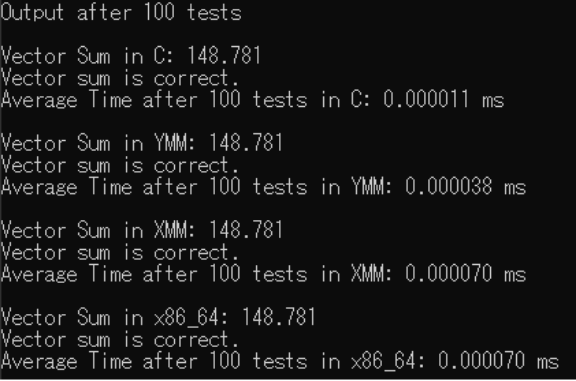 Output after 100 tests
Vector Sum in C: 148.781
Vector sum is correct.
Average Time after 100 tests in C: 0.000011 ms
Vector Sum in YMM: 148.781
Vector sum is correct.
Average Time after 100 tests in YMM: 0.000038 ms
Vector Sum in XMM: 148.781
Vector sum is correct.
Average Time after 100 tests in XMM: 0.000070 ms
Vector Sum in x86_64: 148.781
Vector sum is correct.
Average Time after 100 tests in x86_64: 0.000070 ms